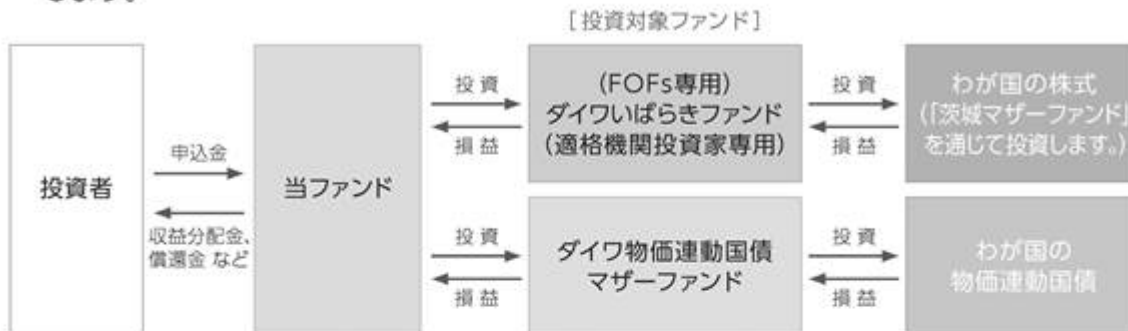 [投資対象ファンド]
投資者
申込金
収益分配金、
償還金 など
当ファンド
投資
損益
(FOFs専用)
ダイワいばらきファンド
(適格機関投資家専用)
投資
損益
わが国の株式
(「茨城マザーファンド」
を通じて投資します。)
投資
損益
ダイワ物価連動国債
マザーファンド
投資
損益
わが国の
物価連動国債